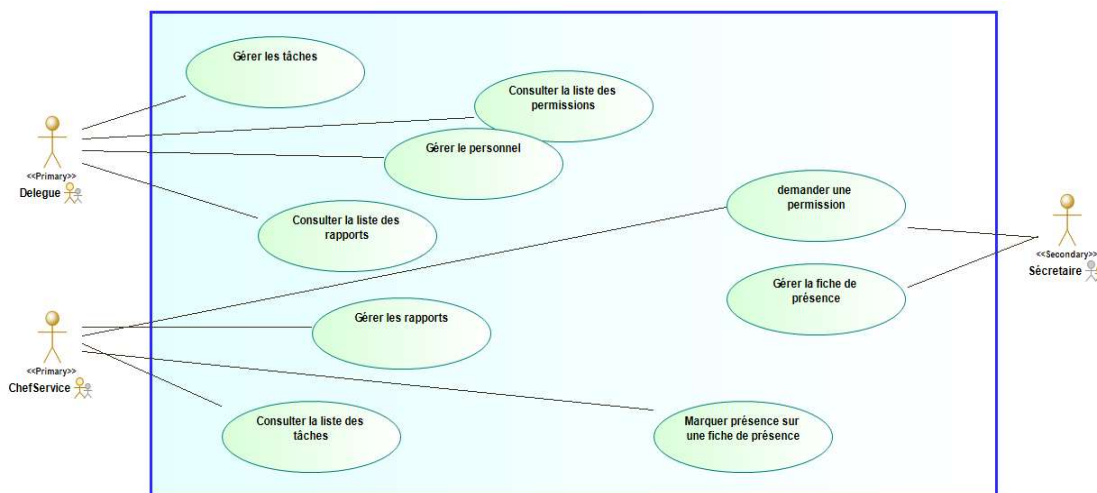 Gérer les tâches
Consulter la liste des
permissions
Gérer le personnel
<<Primary>>
Delegue
demander une
permission
Consulter la liste des
rapports
<<Secondary>>
Sécretaire
Gérer la fiche de
présence
Gérer les rapports
<<Primary>>
ChefService
Consulter la liste des
tâches
Marquer présence sur
une fiche de présence